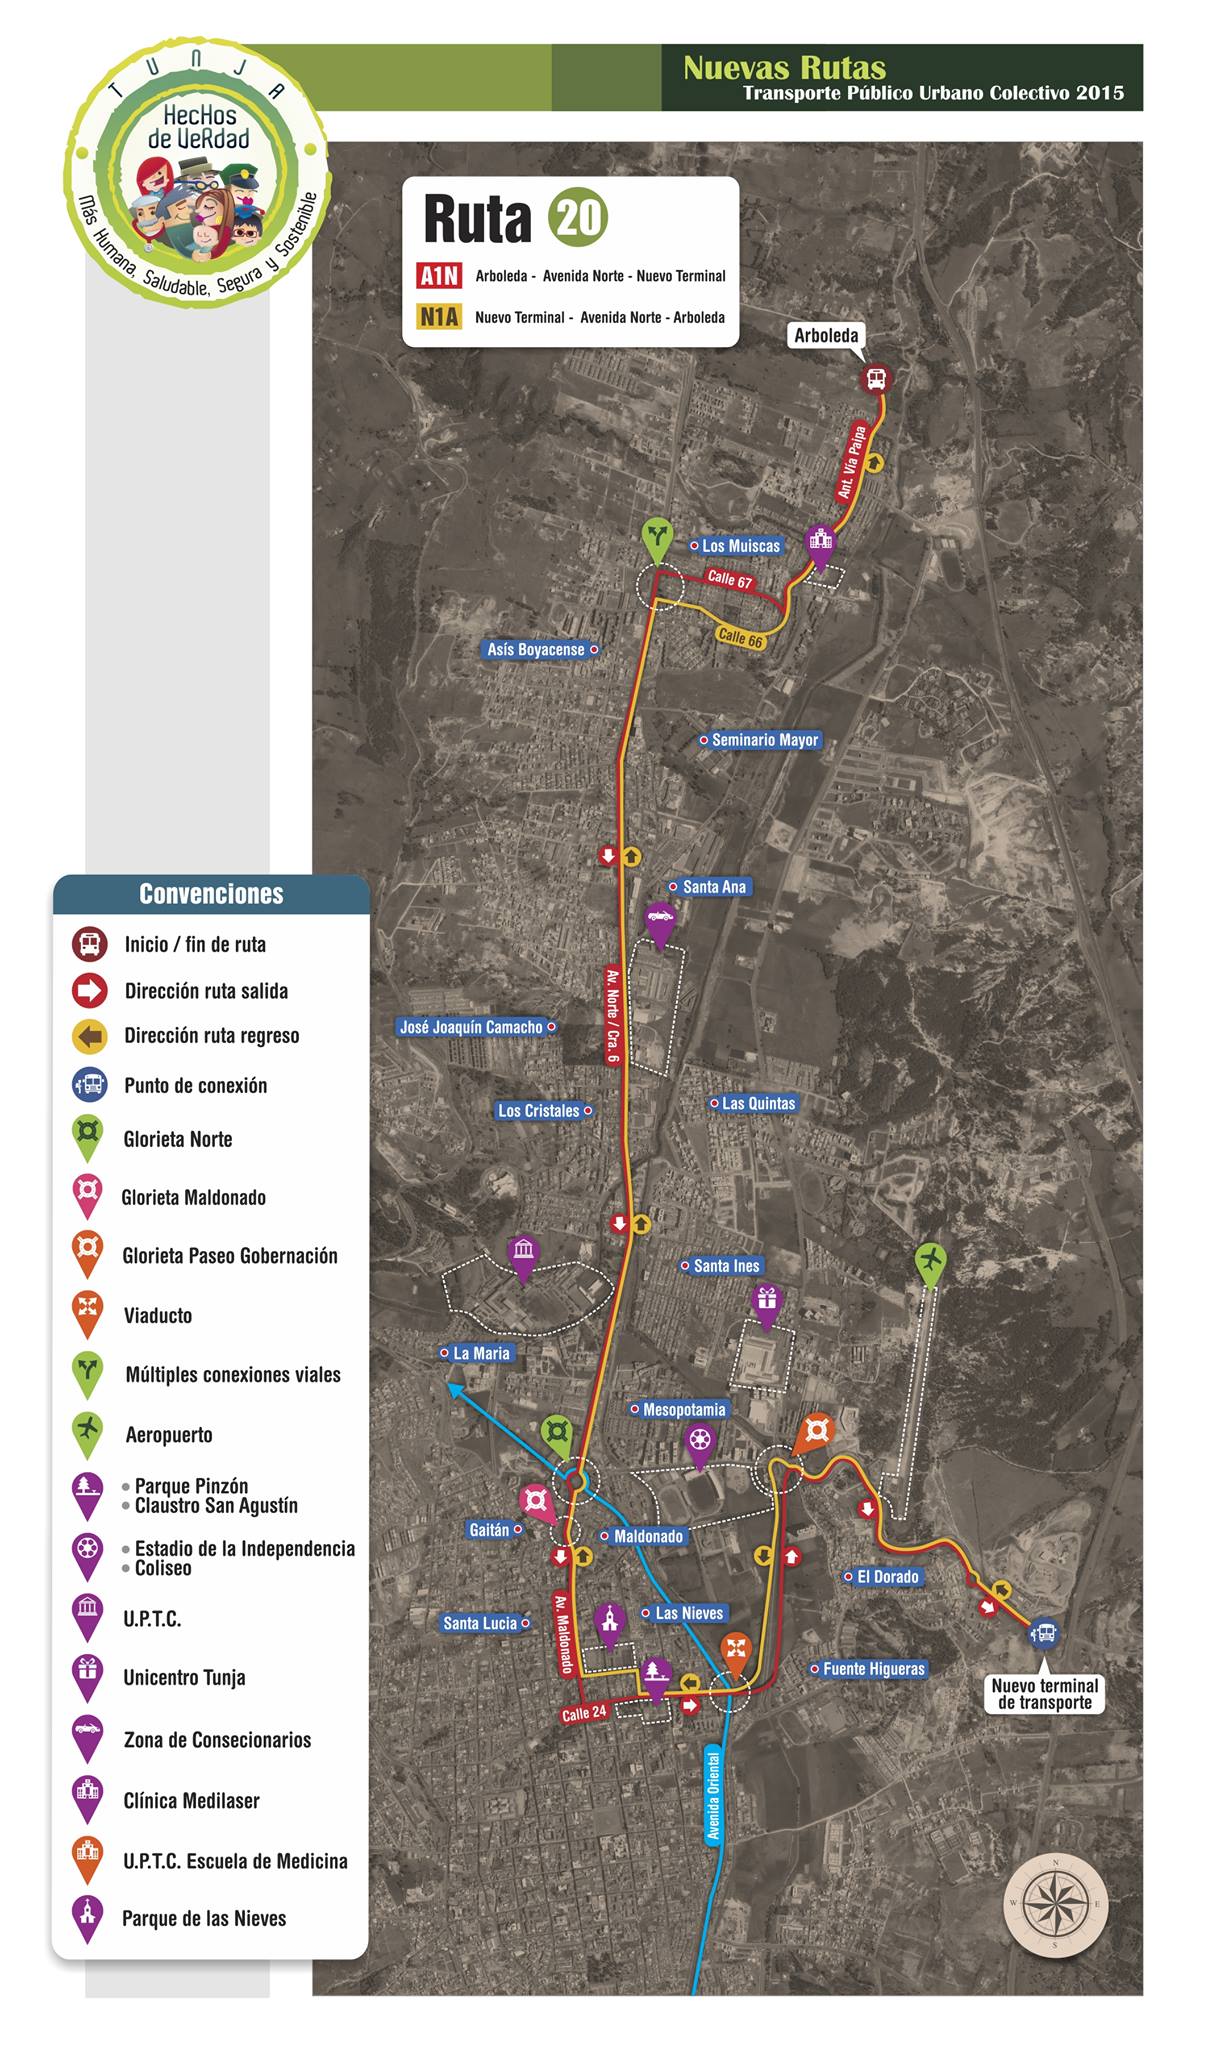 TUNJA
HecHos
de VeRdad
Más Humana, Saludable, Segura y Sostenible
Nuevas Rutas
Transporte Público Urbano Colectivo 2015
Ruta 20
A1N Arboleda - Avenida Norte - Nuevo Terminal
N1A Nuevo Terminal - Avenida Norte - Arboleda
Arboleda
Ant. Vía Paipa
Los Muiscas
Calle 67
Calle 66
Asís Boyacense
Seminario Mayor
Santa Ana
Av. Norte / Cra. 6
José Joaquín Camacho
Los Cristales
Las Quintas
Santa Ines
La Maria
Mesopotamia
Gaitán
Maldonado
El Dorado
Av. Maldonado
Las Nieves
Santa Lucia
Fuente Higueras
Nuevo terminal
de transporte
Calle 24
Avenida Oriental
N
W
E
S
Convenciones
Inicio / fin de ruta
Dirección ruta salida
Dirección ruta regreso
Punto de conexión
Glorieta Norte
Glorieta Maldonado
Glorieta Paseo Gobernación
Viaducto
Múltiples conexiones viales
Aeropuerto
• Parque Pinzón
• Claustro San Agustín
• Estadio de la Independencia
• Coliseo
U.P.T.C.
Unicentro Tunja
Zona de Consecionarios
Clínica Medilaser
U.P.T.C. Escuela de Medicina
Parque de las Nieves